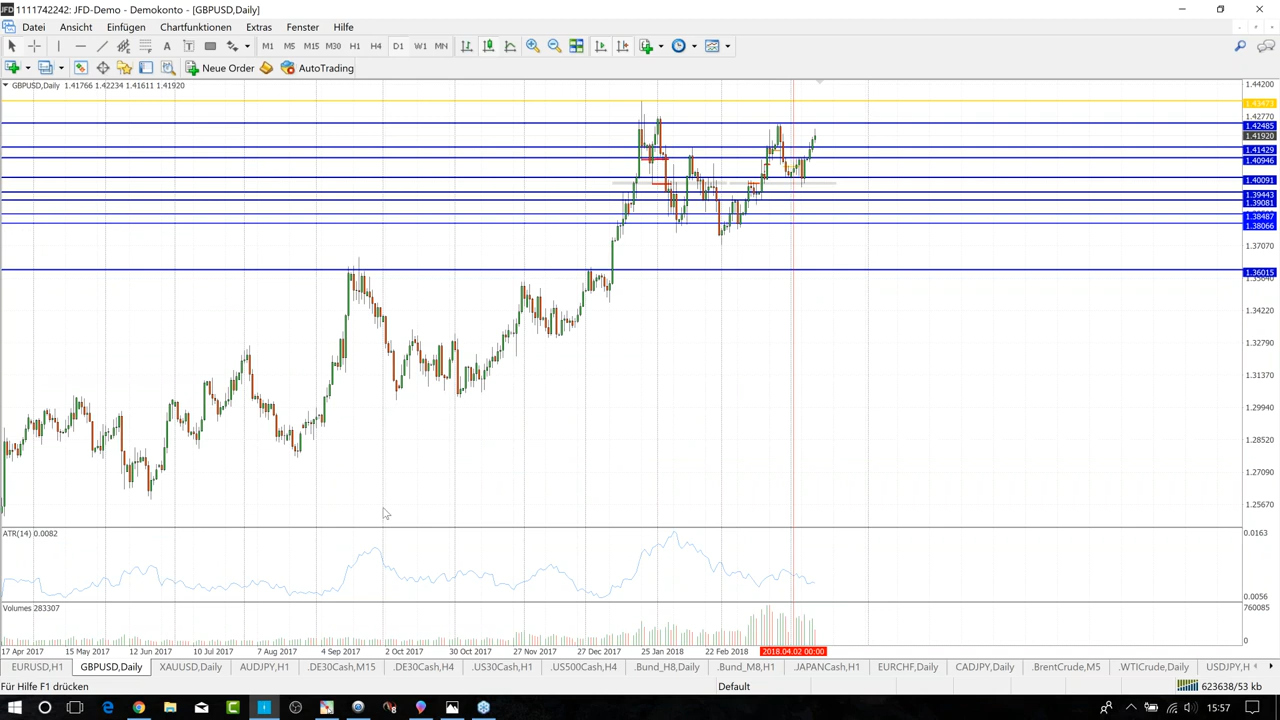 1111742242: JFD-Demo - Demokonto - [GBPUSD,Daily]
Datei Ansicht Einfügen Chartfunktionen Extras Fenster Hilfe
A T M1 M5 M15 M30 H1 H4 D1 W1 MN
Neue Order AutoTrading
GBPUSD,Daily 1.41766 1.42234 1.41611 1.41920
1.44200
1.43473
1.42770
1.42485
1.41920
1.41429
1.40946
1.40091
1.39443
1.39081
1.38487
1.38066
1.37070
1.36015
1.34220
1.32790
1.31370
1.29940
1.28520
1.27090
1.25670
ATR(14) 0.0082
0.0163
0.0056
Volumes 283307
760085
0
17 Apr 2017 15 May 2017 12 Jun 2017 10 Jul 2017 7 Aug 2017 4 Sep 2017 2 Oct 2017 30 Oct 2017 27 Nov 2017 27 Dec 2017 25 Jan 2018 22 Feb 2018 2018.04.02 00:00
EURUSD,H1 GBPUSD,Daily XAUUSD,Daily AUDJPY,H1 .DE30Cash,M15 .DE30Cash,H4 .US30Cash,H1 .US500Cash,H4 .Bund_H8,Daily .Bund_M8,H1 .JAPANCash,H1 EURCHF,Daily CADJPY,Daily .BrentCrude,M5 .WTICrude,Daily USDJPY,H
Für Hilfe F1 drücken Default 623638/53 kb
15:57